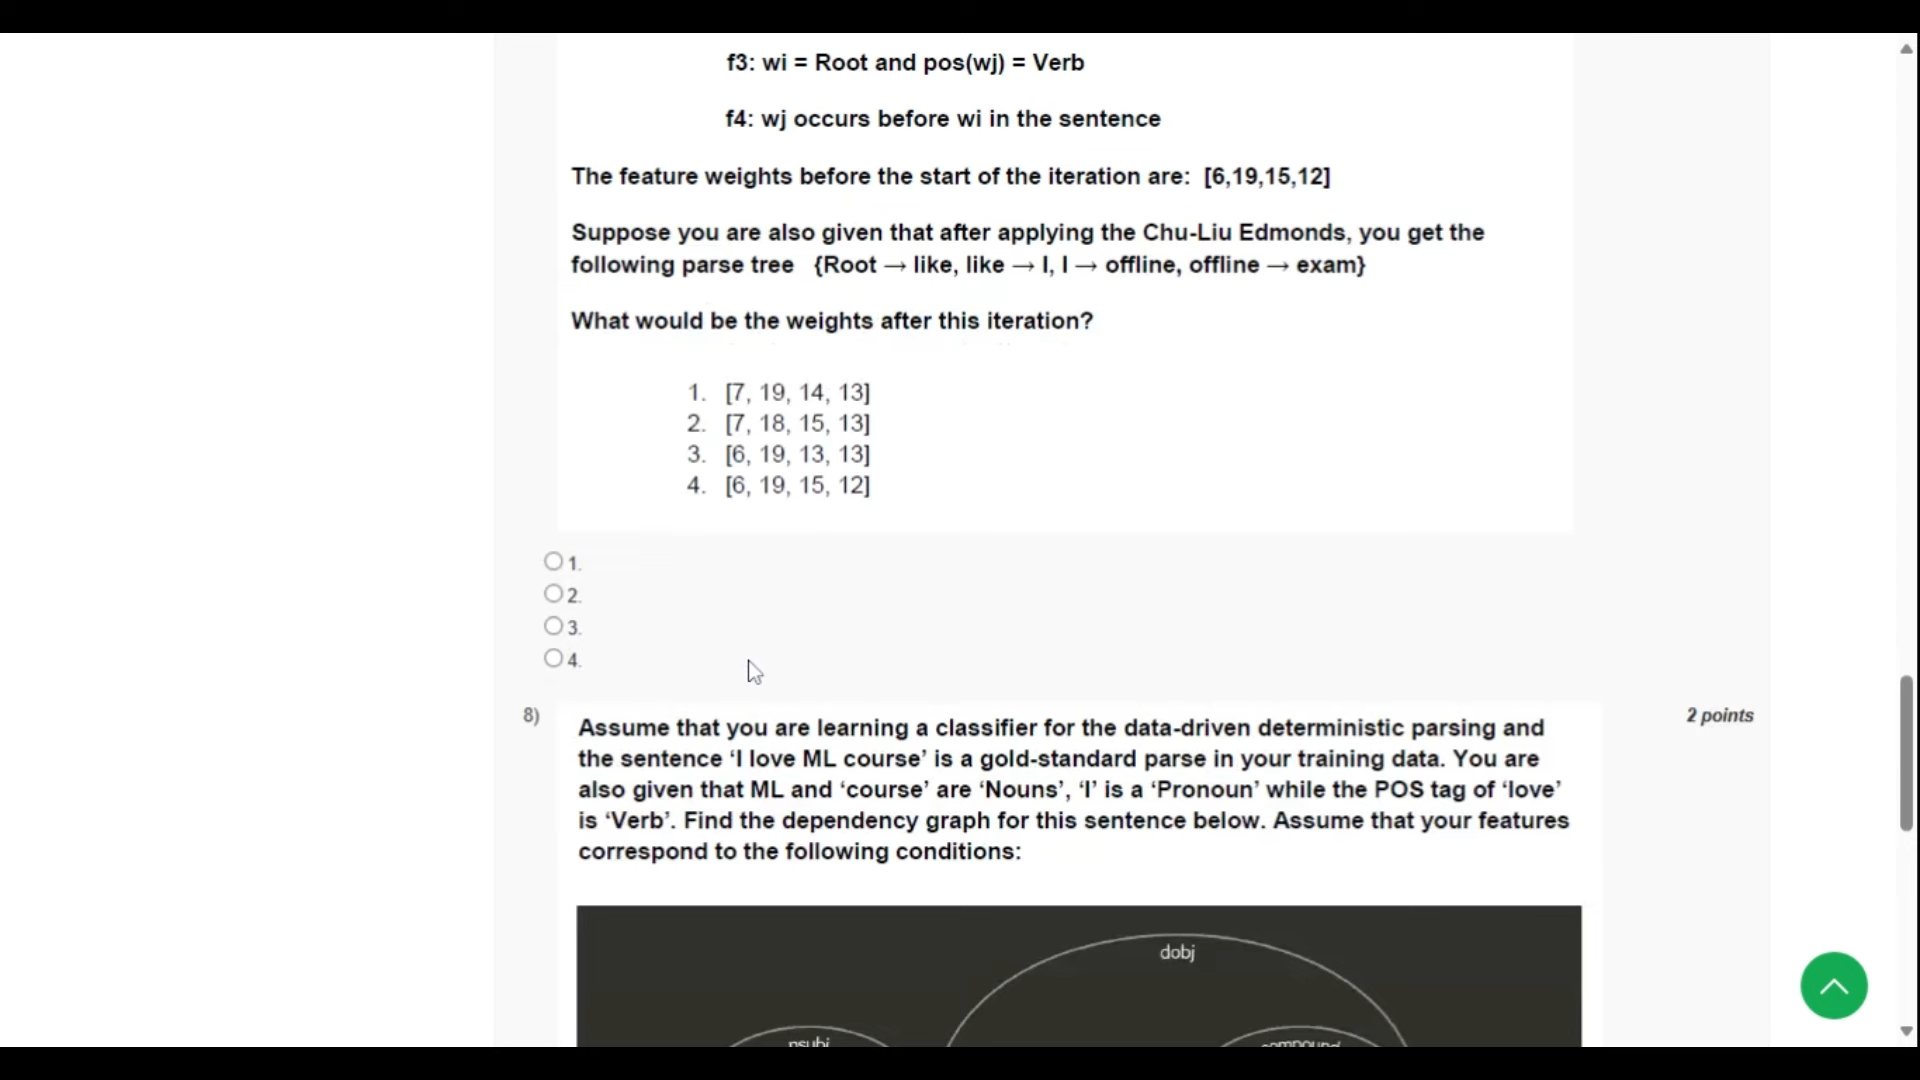 f3: wi = Root and pos(wj) = Verb
f4: wj occurs before wi in the sentence
The feature weights before the start of the iteration are: [6,19,15,12]
Suppose you are also given that after applying the Chu-Liu Edmonds, you get the
following parse tree {Root → like, like → I, I → offline, offline → exam}
What would be the weights after this iteration?
1. [7, 19, 14, 13]
2. [7, 18, 15, 13]
3. [6, 19, 13, 13]
4. [6, 19, 15, 12]
1.
2.
3.
4.
8)
2 points
Assume that you are learning a classifier for the data-driven deterministic parsing and
the sentence ‘I love ML course’ is a gold-standard parse in your training data. You are
also given that ML and ‘course’ are ‘Nouns’, ‘I’ is a ‘Pronoun’ while the POS tag of ‘love’
is ‘Verb’. Find the dependency graph for this sentence below. Assume that your features
correspond to the following conditions:
dobj
nsubj
compound